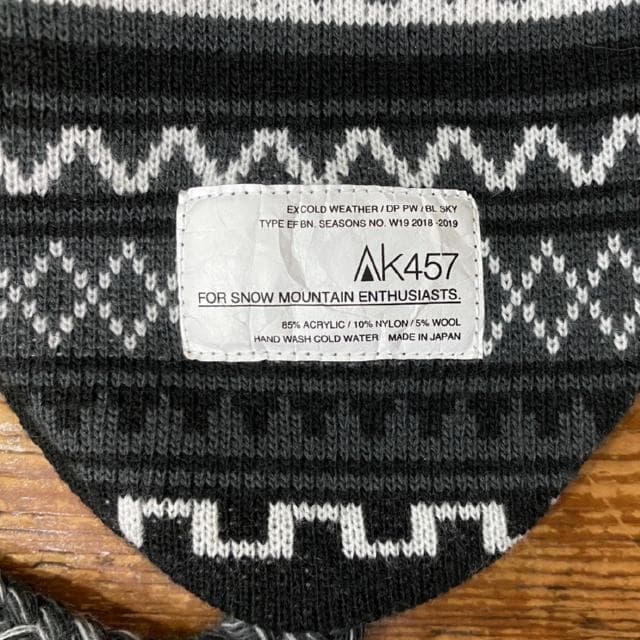 EXCOLD WEATHER / DP PW / BL SKY
TYPE EFBN. SEASONS NO. W19 2018-2019
AK457
FOR SNOW MOUNTAIN ENTHUSIASTS.
85% ACRYLIC / 10% NYLON / 5% WOOL
HAND WASH COLD WATER MADE IN JAPAN